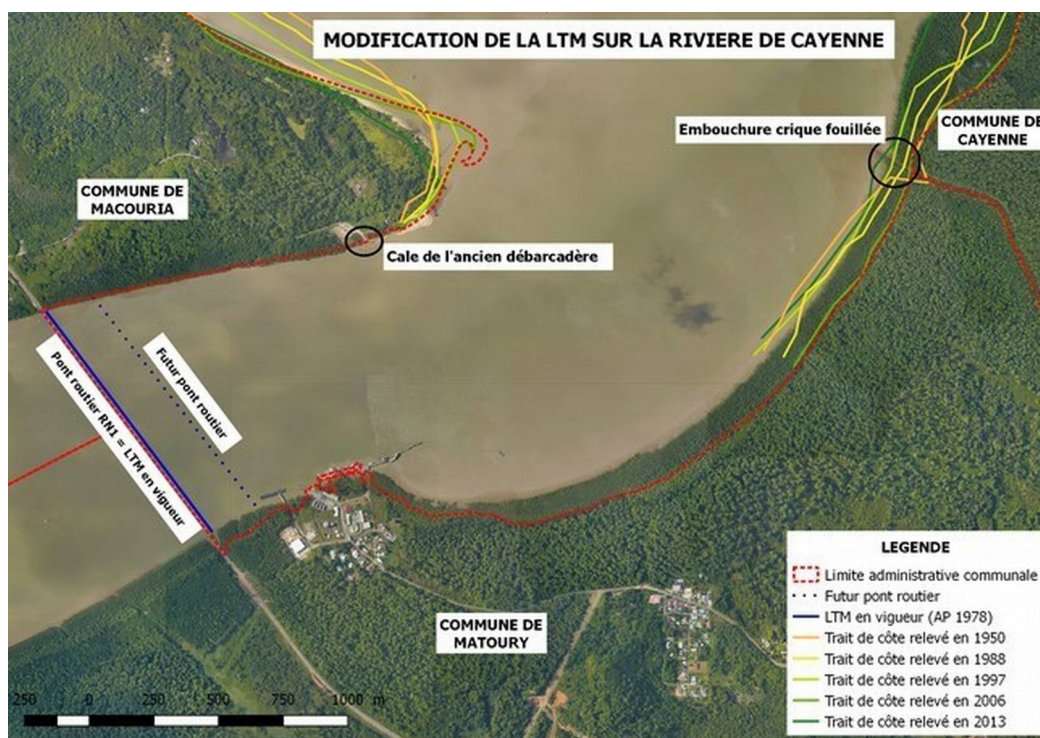 MODIFICATION DE LA LTM SUR LA RIVIERE DE CAYENNE
Embouchure crique fouillée
COMMUNE DE
CAYENNE
COMMUNE DE
MACOURIA
Cale de l'ancien débarcadère
Futur pont routier
Pont routier RN1 = LTM en vigueur
COMMUNE DE
MATOURY
LEGENDE
Limite administrative communale
Futur pont routier
LTM en vigueur (AP 1978)
Trait de côte relevé en 1950
Trait de côte relevé en 1988
Trait de côte relevé en 1997
Trait de côte relevé en 2006
Trait de côte relevé en 2013
250 0 250 500 750 1000 m